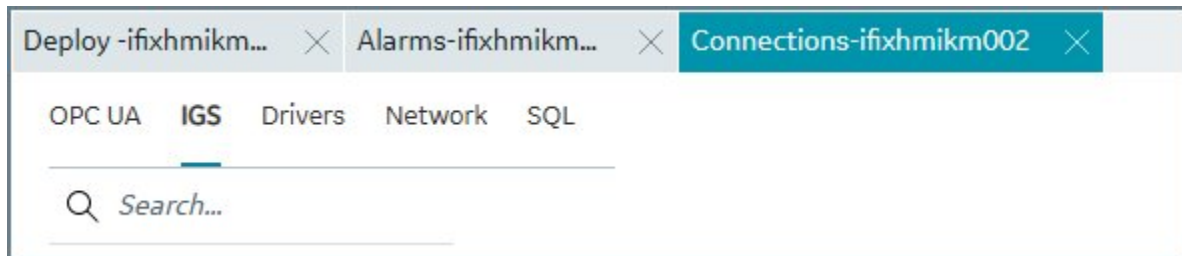 Deploy -ifixhmikm... Alarms-ifixhmikm... Connections-ifixhmikm002
OPC UA IGS Drivers Network SQL
Search...